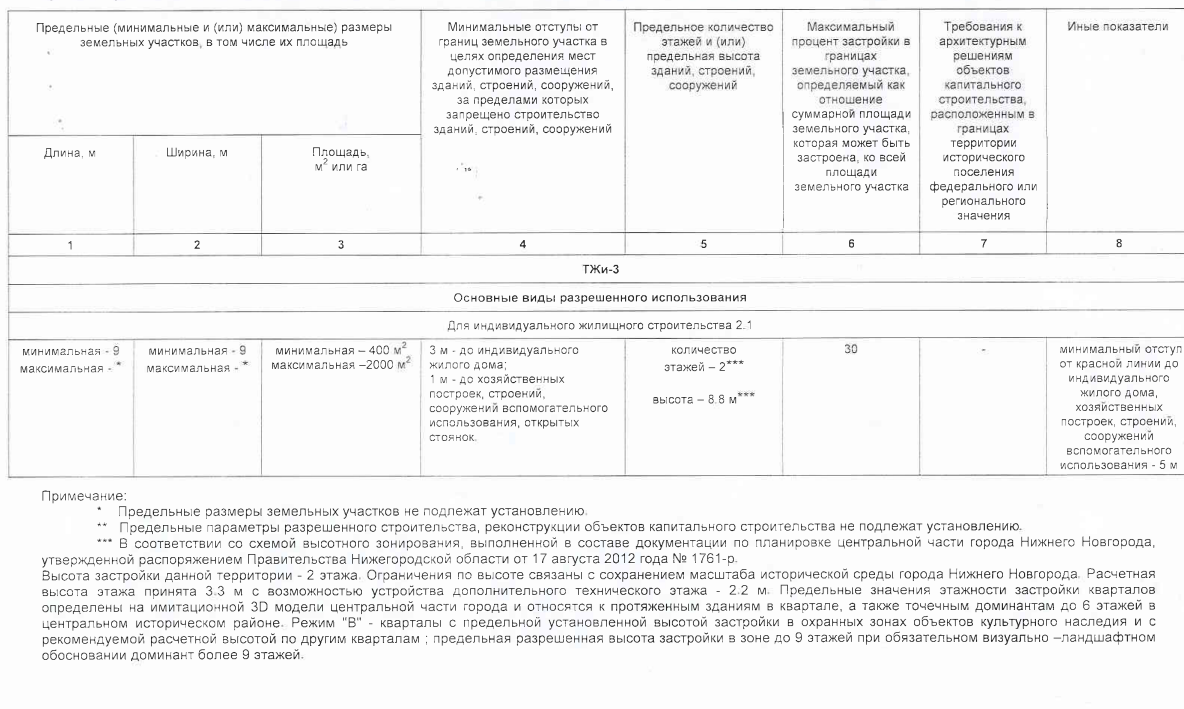 Предельные (минимальные и (или) максимальные) размеры
земельных участков, в том числе их площадь
Минимальные отступы от
границ земельного участка в
целях определения мест
допустимого размещения
зданий, строений, сооружений,
за пределами которых
запрещено строительство
зданий, строений, сооружений
Предельное количество
этажей и (или)
предельная высота
зданий, строений,
сооружений
Максимальный
процент застройки в
границах
земельного участка,
определяемый как
отношение
суммарной площади
земельного участка,
которая может быть
застроена, ко всей
площади
земельного участка
Требования к
архитектурным
решениям
объектов
капитального
строительства,
расположенным в
границах
территории
исторического
поселения
федерального или
регионального
значения
Иные показатели
Длина, м
Ширина, м
Площадь,
м² или га
1 2 3 4 5 6 7 8
ТЖи-3
Основные виды разрешенного использования
Для индивидуального жилищного строительства 2.1
минимальная - 9
максимальная - *
минимальная - 9
максимальная - *
минимальная – 400 м²
максимальная –2000 м²
3 м - до индивидуального
жилого дома;
1 м - до хозяйственных
построек, строений,
сооружений вспомогательного
использования, открытых
стоянок.
количество
этажей – 2***
высота – 8.8 м***
30
-
минимальный отступ
от красной линии до
индивидуального
жилого дома,
хозяйственных
построек, строений,
сооружений
вспомогательного
использования - 5 м
Примечание:
* Предельные размеры земельных участков не подлежат установлению.
** Предельные параметры разрешенного строительства, реконструкции объектов капитального строительства не подлежат установлению.
*** В соответствии со схемой высотного зонирования, выполненной в составе документации по планировке центральной части города Нижнего Новгорода,
утвержденной распоряжением Правительства Нижегородской области от 17 августа 2012 года № 1761-р.
Высота застройки данной территории - 2 этажа. Ограничения по высоте связаны с сохранением масштаба исторической среды города Нижнего Новгорода. Расчетная
высота этажа принята 3.3 м с возможностью устройства дополнительного технического этажа - 2.2 м. Предельные значения этажности застройки кварталов
определены на имитационной 3D модели центральной части города и относятся к протяженным зданиям в квартале, а также точечным доминантам до 6 этажей в
центральном историческом районе. Режим "В" - кварталы с предельной установленной высотой застройки в охранных зонах объектов культурного наследия и с
рекомендуемой расчетной высотой по другим кварталам ; предельная разрешенная высота застройки в зоне до 9 этажей при обязательном визуально –ландшафтном
обосновании доминант более 9 этажей.